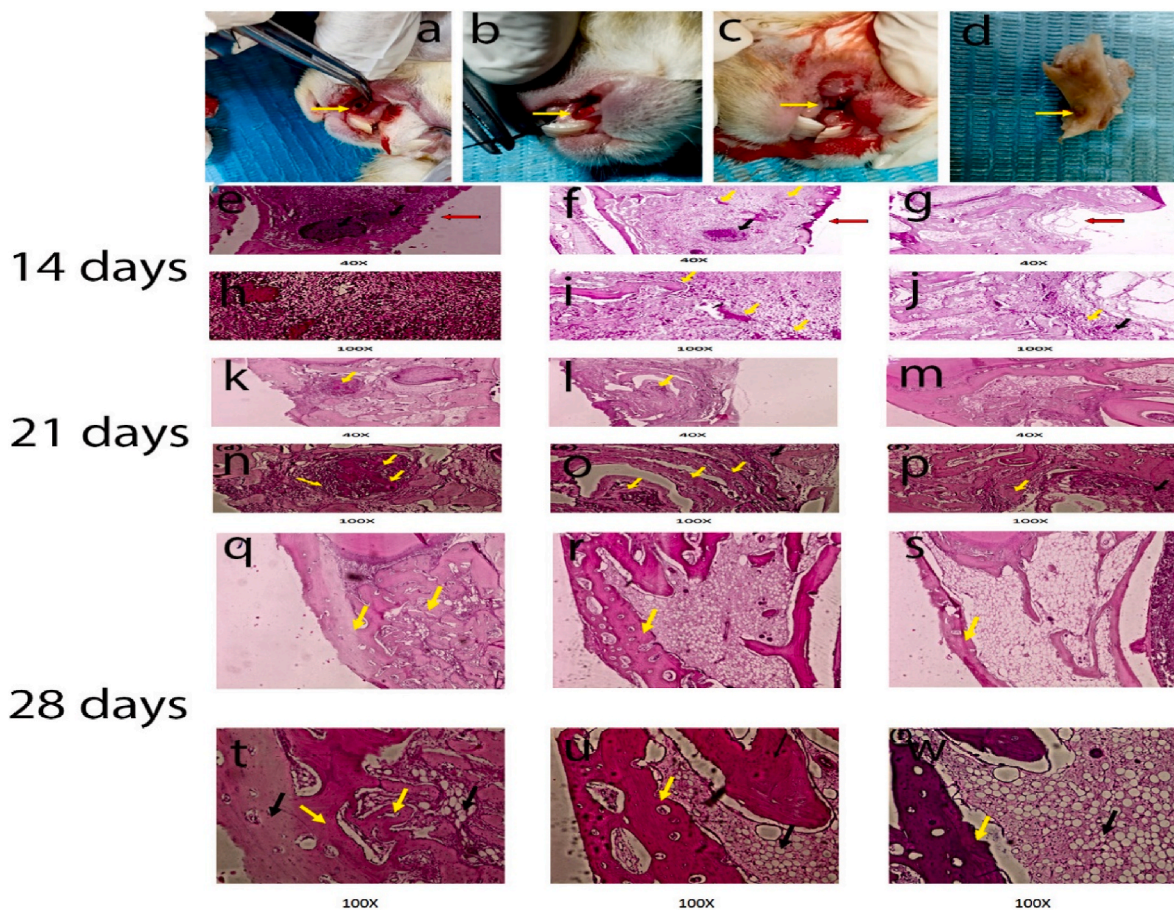 a b c d
e f g
14 days
40X 40X 40X
h i j
100X 100X 100X
k l m
21 days
40X 40X 40X
n o p
100X 100X 100X
q r s
28 days
t u w
100X 100X 100X